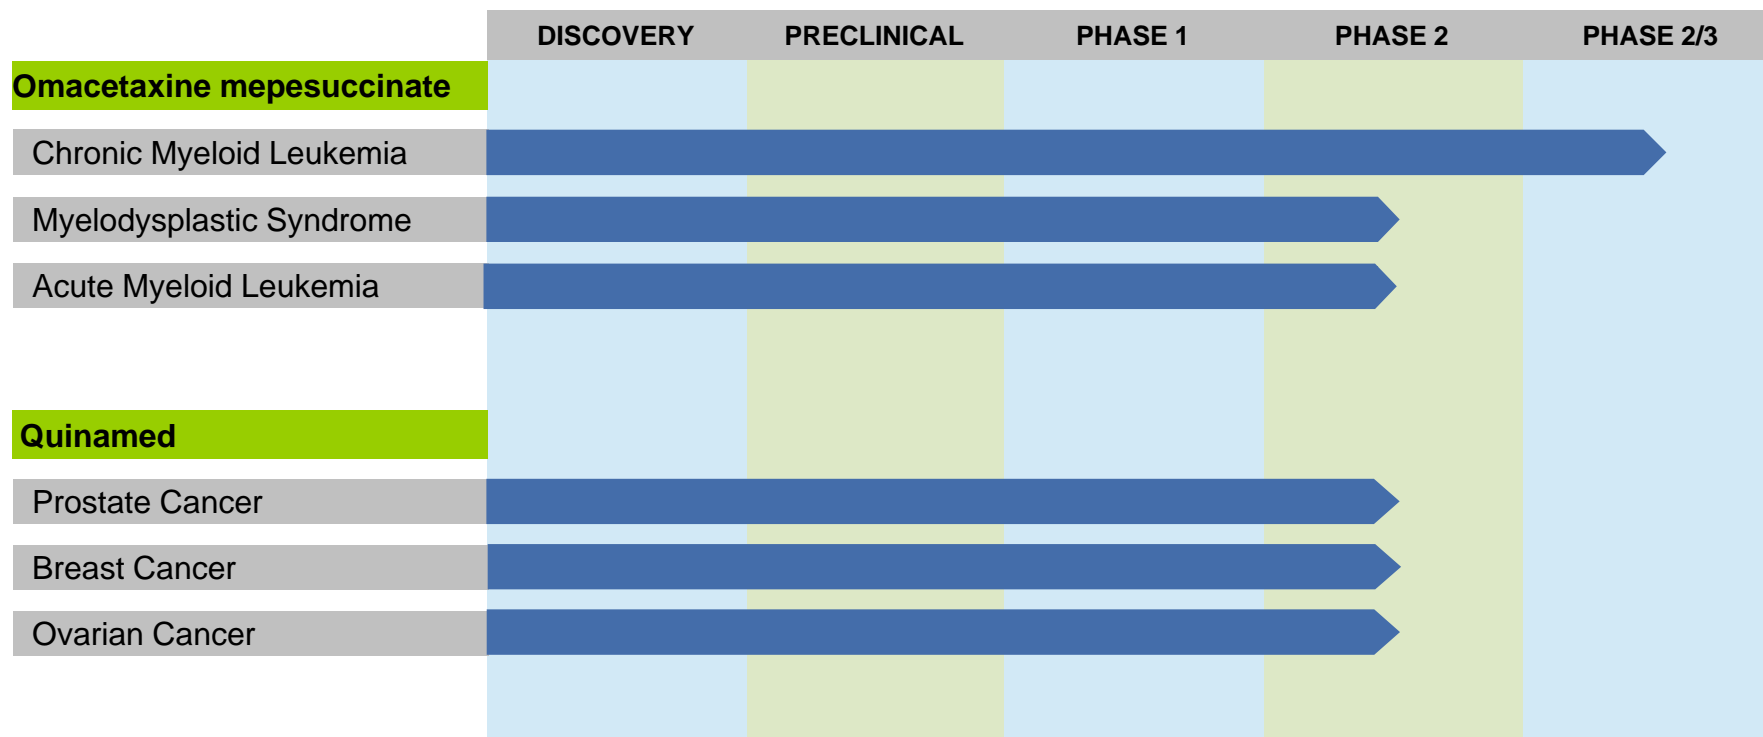 DISCOVERY PRECLINICAL PHASE 1 PHASE 2 PHASE 2/3
Omacetaxine mepesuccinate
Chronic Myeloid Leukemia
Myelodysplastic Syndrome
Acute Myeloid Leukemia
Quinamed
Prostate Cancer
Breast Cancer
Ovarian Cancer